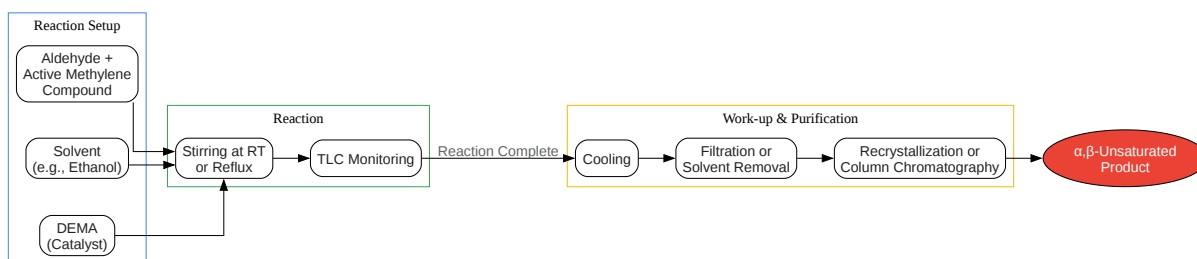 Reaction Setup
Aldehyde +
Active Methylene
Compound
Solvent
(e.g., Ethanol)
DEMA
(Catalyst)
Reaction
Stirring at RT
or Reflux
TLC Monitoring
Reaction Complete
Work-up & Purification
Cooling
Filtration or
Solvent Removal
Recrystallization or
Column Chromatography
α,β-Unsaturated
Product